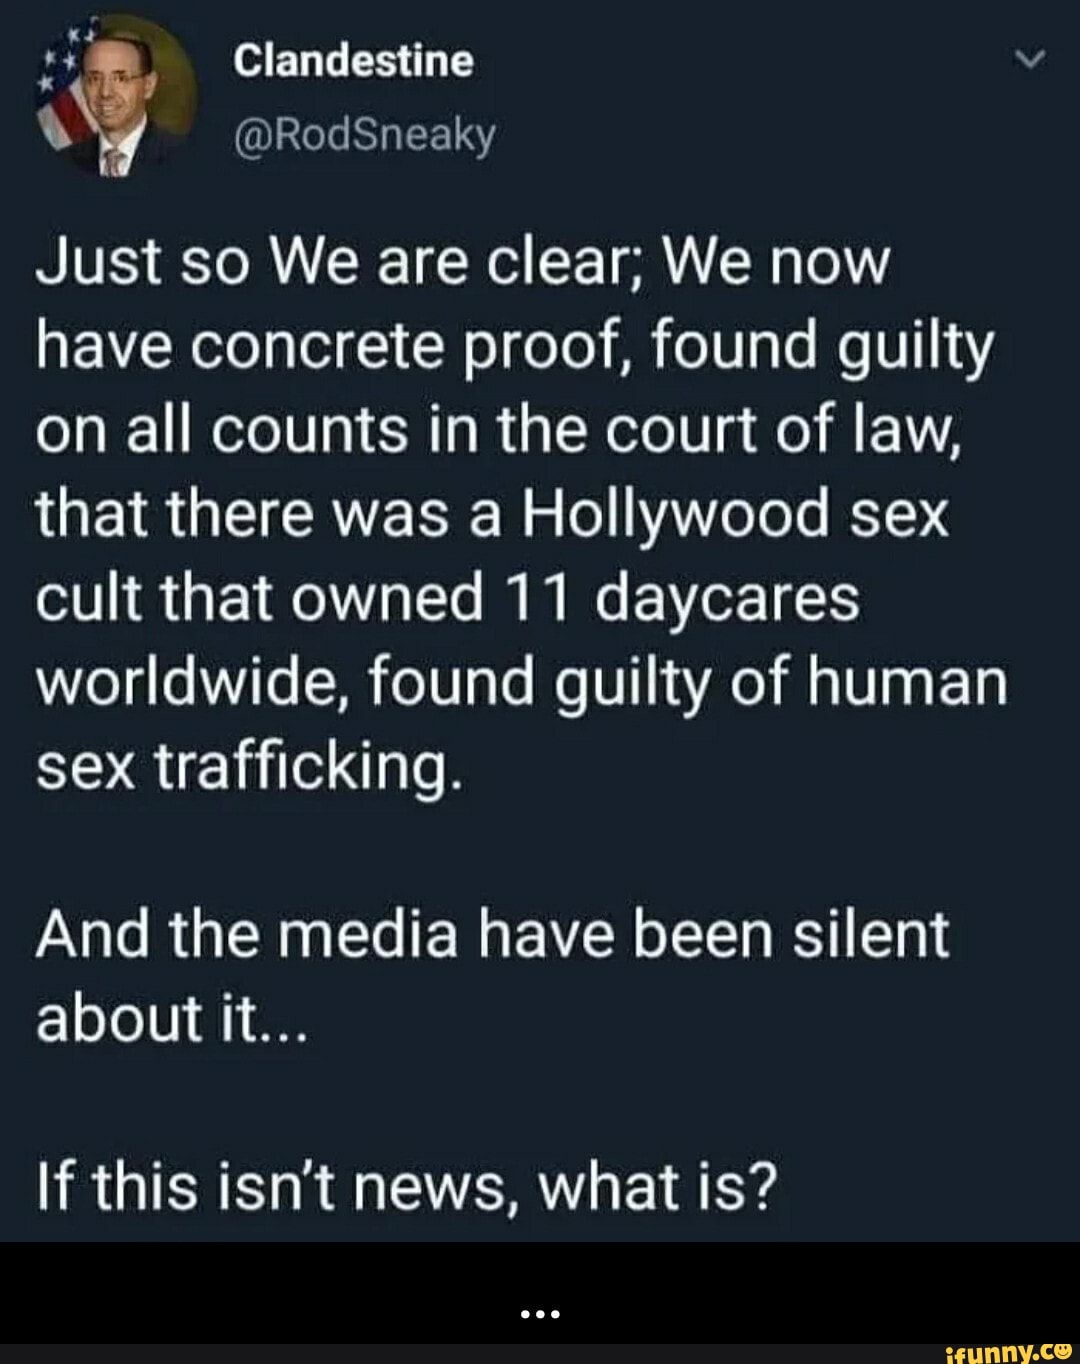 Clandestine
@RodSneaky
Just so We are clear; We now
have concrete proof, found guilty
on all counts in the court of law,
that there was a Hollywood sex
cult that owned 11 daycares
worldwide, found guilty of human
sex trafficking.
And the media have been silent
about it...
If this isn't news, what is?
...
ifunny.co